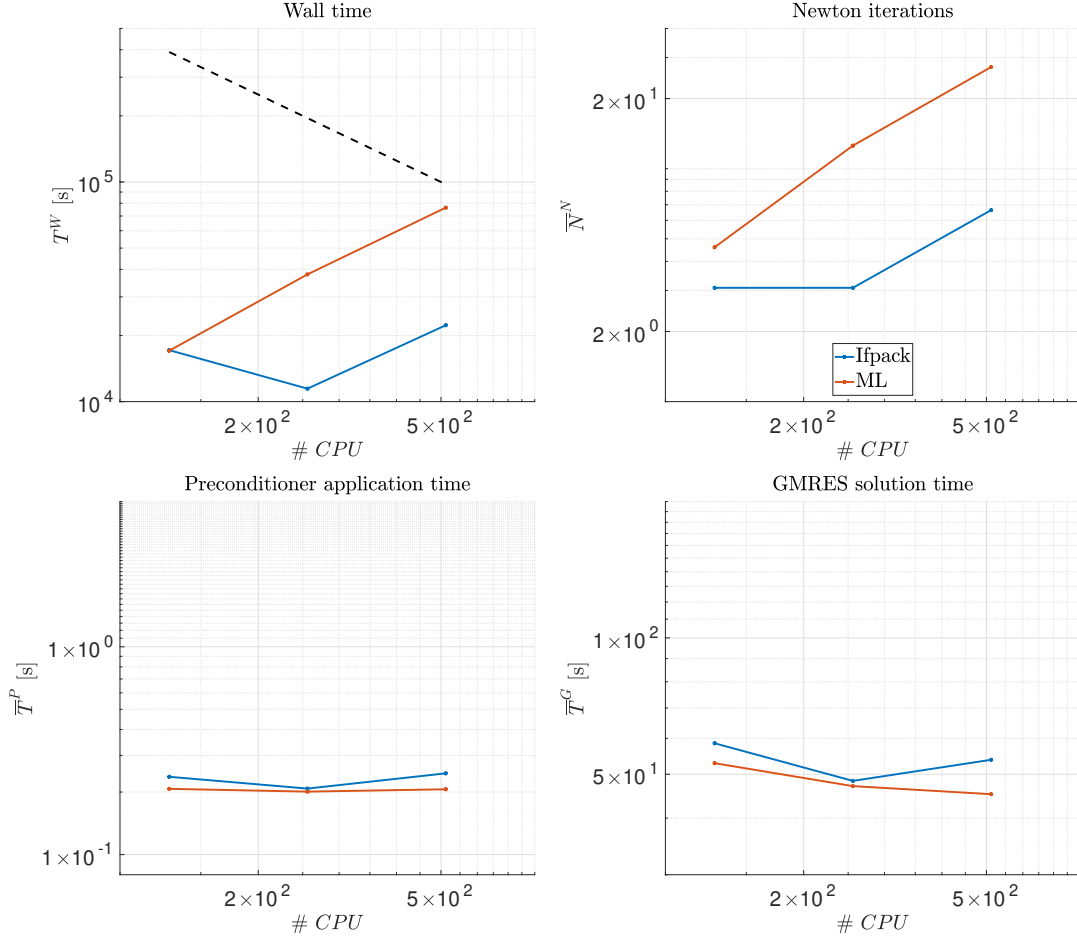 Wall time
10^5
10^4
T^W [s]
2×10^2
5×10^2
# CPU
Newton iterations
2×10^1
2×10^0
N̿^N
Ifpack
ML
2×10^2
5×10^2
# CPU
Preconditioner application time
1×10^0
1×10^-1
T̿^P [s]
2×10^2
5×10^2
# CPU
GMRES solution time
1×10^2
5×10^1
T̿^G [s]
2×10^2
5×10^2
# CPU